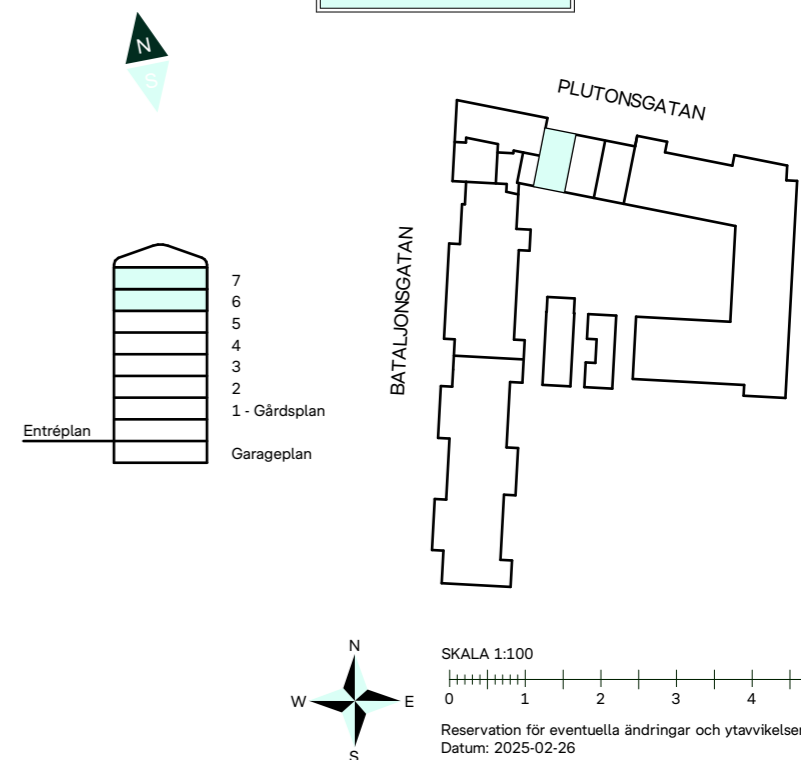 N
S
PLUTONSGATAN
BATALJONSGATAN
7
6
5
4
3
2
1 - Gårdsplan
Entréplan
Garageplan
N
W
E
S
SKALA 1:100
0 1 2 3 4
Reservation för eventuella ändringar och ytavvikelser
Datum: 2025-02-26